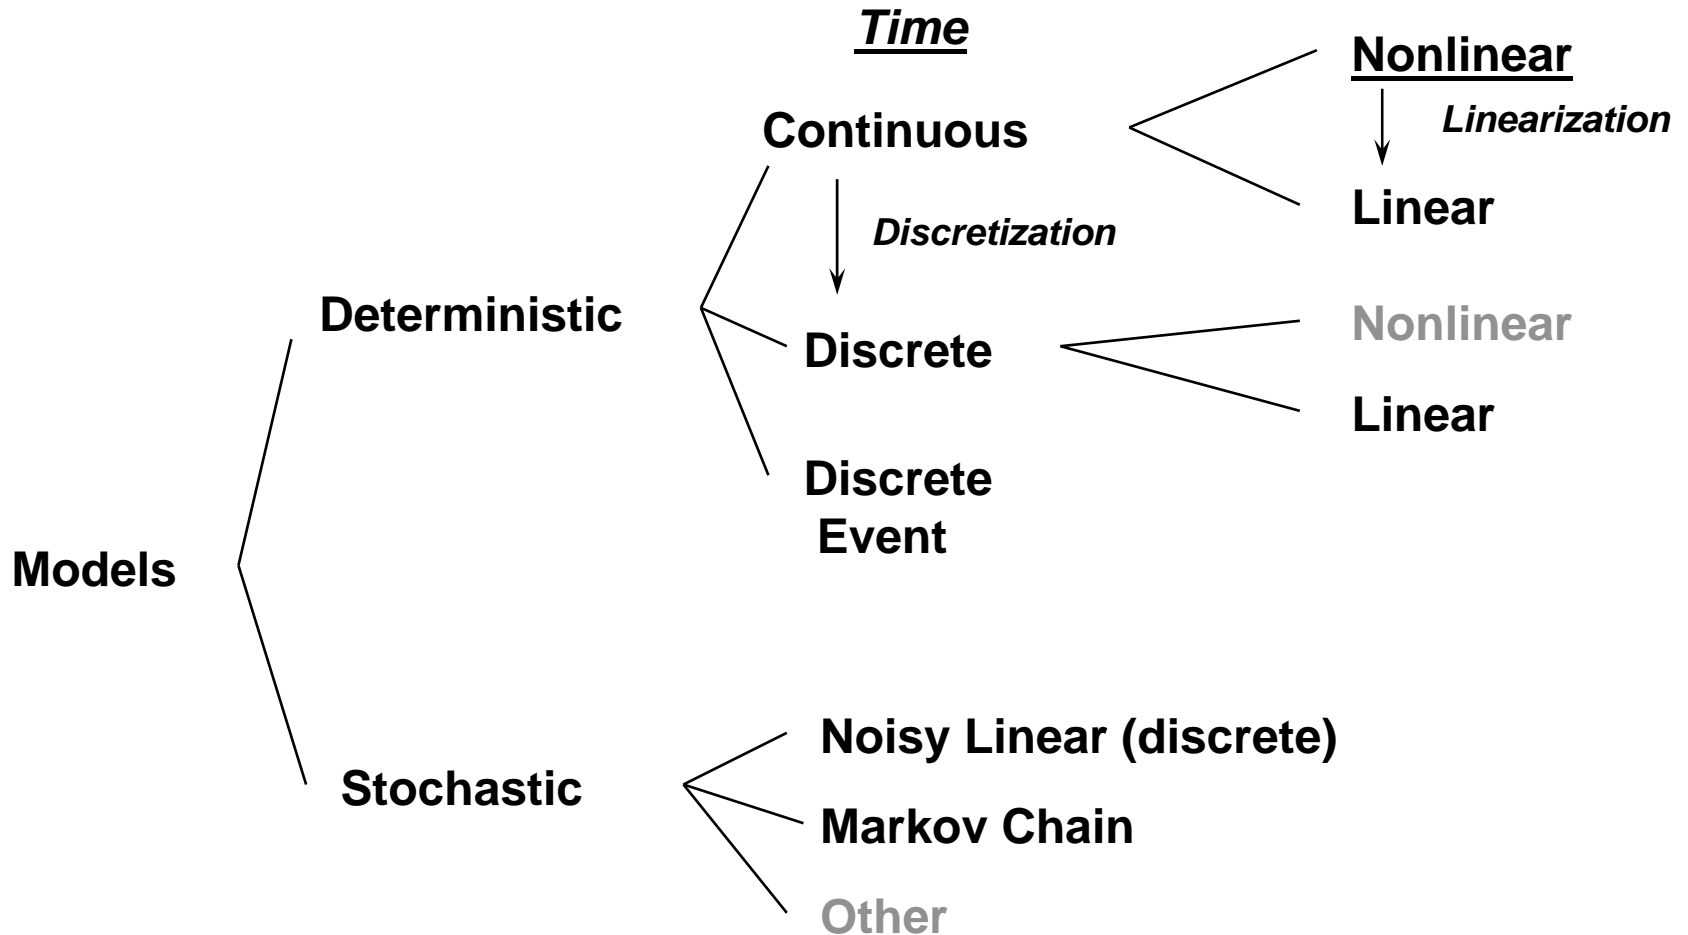 Time
Nonlinear
Continuous
Linearization
Linear
Discretization
Deterministic
Nonlinear
Discrete
Linear
Discrete
Event
Models
Noisy Linear (discrete)
Stochastic
Markov Chain
Other